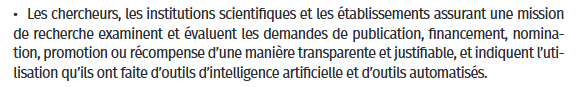 • Les chercheurs, les institutions scientifiques et les établissements assurant une mission
de recherche examinent et évaluent les demandes de publication, financement, nomina-
tion, promotion ou récompense d'une manière transparente et justifiable, et indiquent l'uti-
lisation qu'ils ont faite d'outils d'intelligence artificielle et d'outils automatisés.